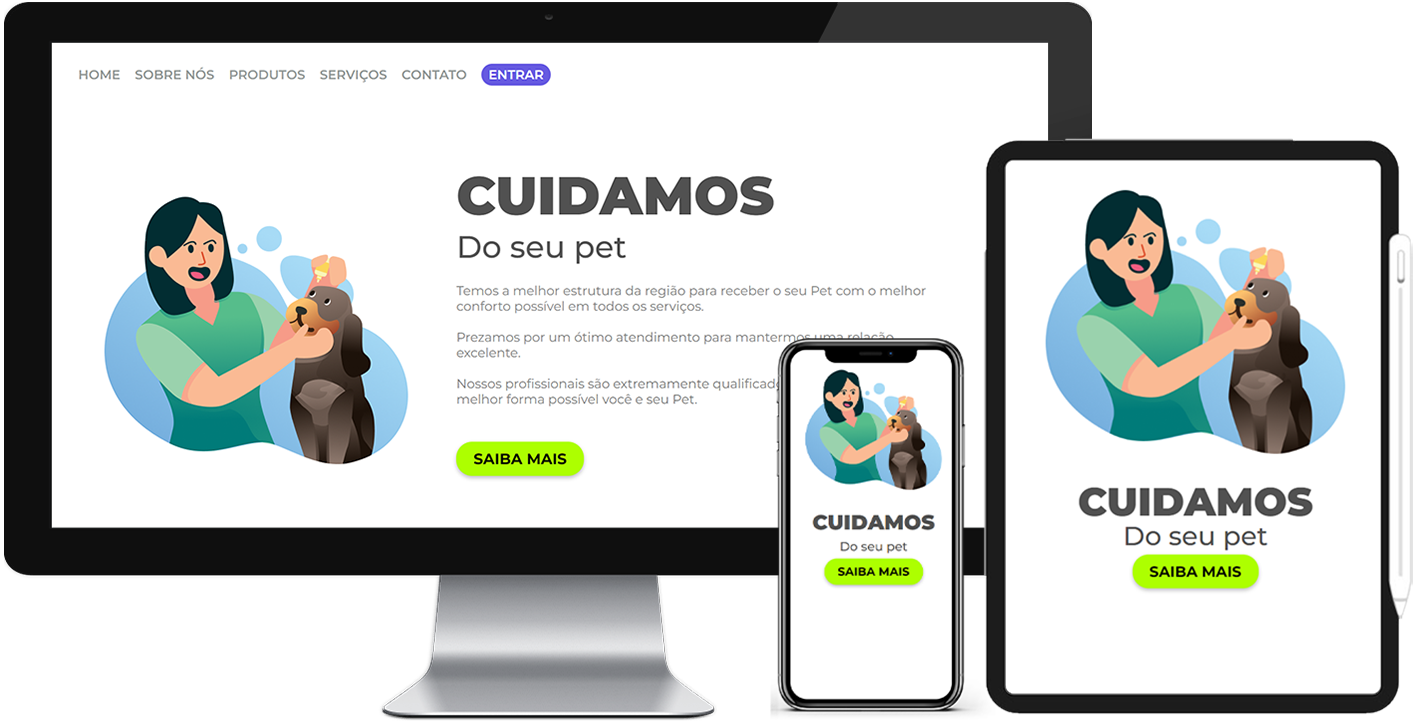 HOME SOBRE NÓS PRODUTOS SERVIÇOS CONTATO ENTRAR
CUIDAMOS
Do seu pet
Temos a melhor estrutura da região para receber o seu Pet com o melhor
conforto possível em todos os serviços.
Prezamos por um ótimo atendimento para mantermos uma relação
excelente.
Nossos profissionais são extremamente
melhor forma possível você e seu Pet.
SAIBA MAIS
CUIDAMOS
Do seu pet
SAIBA MAIS
CUIDAMOS
Do seu pet
SAIBA MAIS